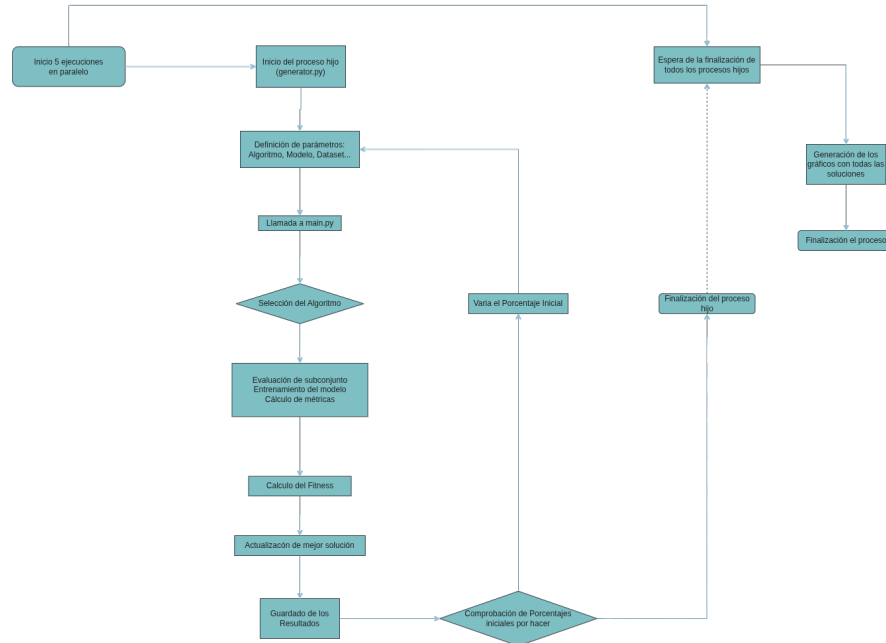 Inicio 5 ejecuciones
en paralelo
Inicio del proceso hijo
(generator.py)
Espera de la finalización de
todos los procesos hijos
Definición de parámetros:
Algoritmo, Modelo, Dataset...
Generación de los
gráficos con todas las
soluciones
Llamada a main.py
Finalización el proceso
Selección del Algoritmo
Varia el Porcentaje Inicial
Finalización del proceso
hijo
Evaluación de subconjunto
Entrenamiento del modelo
Cálculo de métricas
Calculo del Fitness
Actualización de mejor solución
Guardado de los
Resultados
Comprobación de Porcentajes
iniciales por hacer